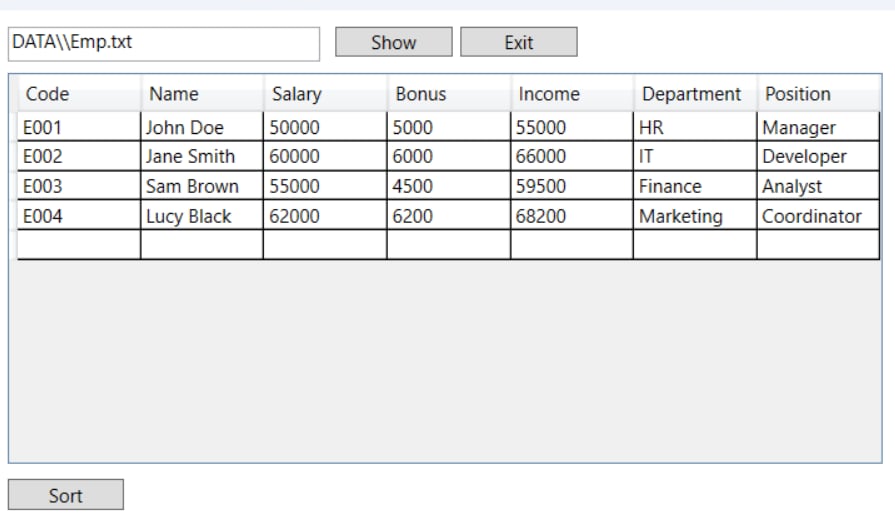 DATA\\Emp.txt Show Exit
Code Name Salary Bonus Income Department Position
E001 John Doe 50000 5000 55000 HR Manager
E002 Jane Smith 60000 6000 66000 IT Developer
E003 Sam Brown 55000 4500 59500 Finance Analyst
E004 Lucy Black 62000 6200 68200 Marketing Coordinator
Sort